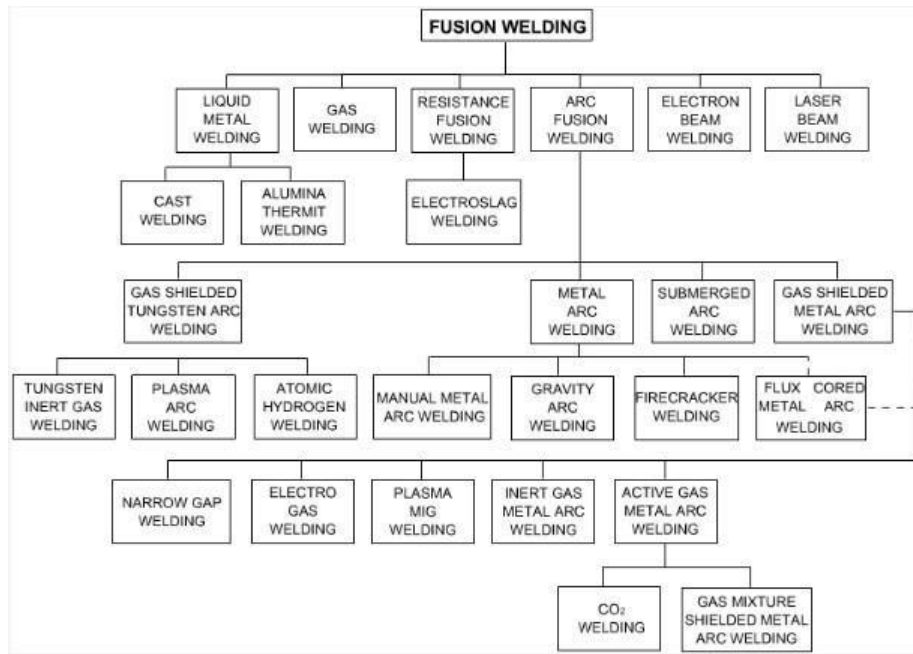 FUSION WELDING
LIQUID
METAL
WELDING
GAS
WELDING
RESISTANCE
FUSION
WELDING
ARC
FUSION
WELDING
ELECTRON
BEAM
WELDING
LASER
BEAM
WELDING
CAST
WELDING
ALUMINA
THERMIT
WELDING
ELECTROSLAG
WELDING
GAS SHIELDED
TUNGSTEN ARC
WELDING
METAL
ARC
WELDING
SUBMERGED
ARC
WELDING
GAS SHIELDED
METAL ARC
WELDING
TUNGSTEN
INERT GAS
WELDING
PLASMA
ARC
WELDING
ATOMIC
HYDROGEN
WELDING
MANUAL METAL
ARC WELDING
GRAVITY
ARC
WELDING
FIRECRACKER
WELDING
FLUX CORED
METAL ARC
WELDING
NARROW GAP
WELDING
ELECTRO
GAS
WELDING
PLASMA
MIG
WELDING
INERT GAS
METAL ARC
WELDING
ACTIVE GAS
METAL ARC
WELDING
CO₂
WELDING
GAS MIXTURE
SHIELDED METAL
ARC WELDING